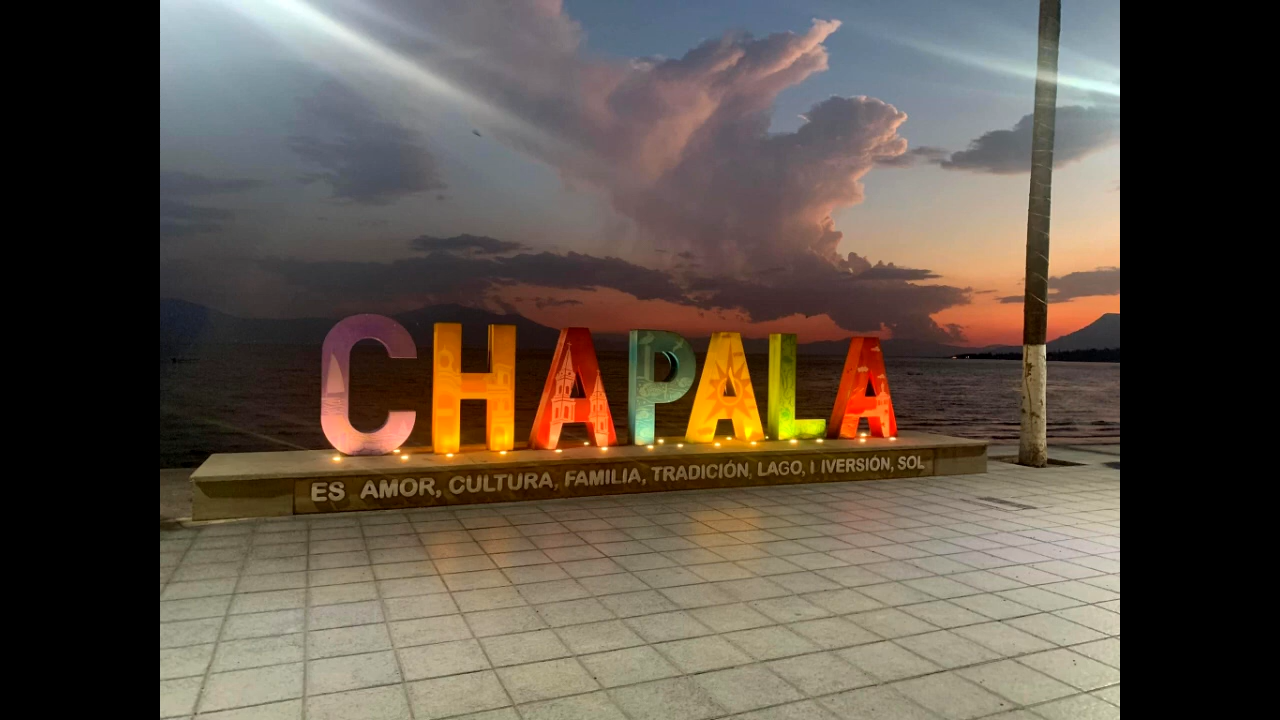 CHAPALA
ES AMOR, CULTURA, FAMILIA, TRADICIÓN, LAGO, I IVERSIÓN, SOL